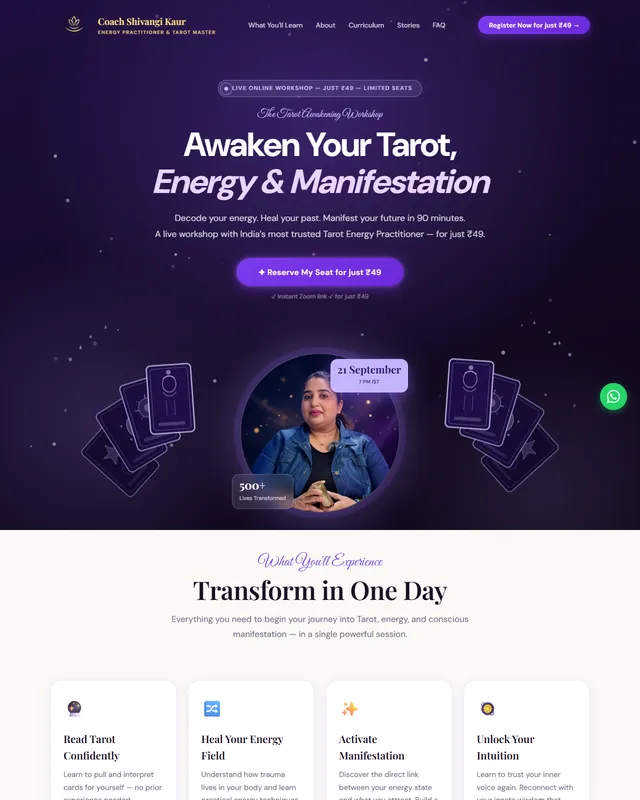 Coach Shivangi Kaur
ENERGY PRACTITIONER & TAROT MASTER
What You'll Learn
About
Curriculum
Stories
FAQ
Register Now for just ₹49 →
LIVE ONLINE WORKSHOP — JUST ₹49 — LIMITED SEATS
The Tarot Awakening Workshop
Awaken Your Tarot,
Energy & Manifestation
Decode your energy. Heal your past. Manifest your future in 90 minutes.
A live workshop with India's most trusted Tarot Energy Practitioner — for just ₹49.
✦ Reserve My Seat for just ₹49
✓ Instant Zoom link ✓ for just ₹49
21 September
7 PM IST
500+
Lives Transformed
What You'll Experience
Transform in One Day
Everything you need to begin your journey into Tarot, energy, and conscious
manifestation — in a single powerful session.
Read Tarot
Confidently
Learn to pull and interpret
cards for yourself — no prior
Heal Your Energy
Field
Understand how trauma
lives in your body and learn
Activate
Manifestation
Discover the direct link
between your energy state
Unlock Your
Intuition
Learn to trust your inner
voice again. Reconnect with